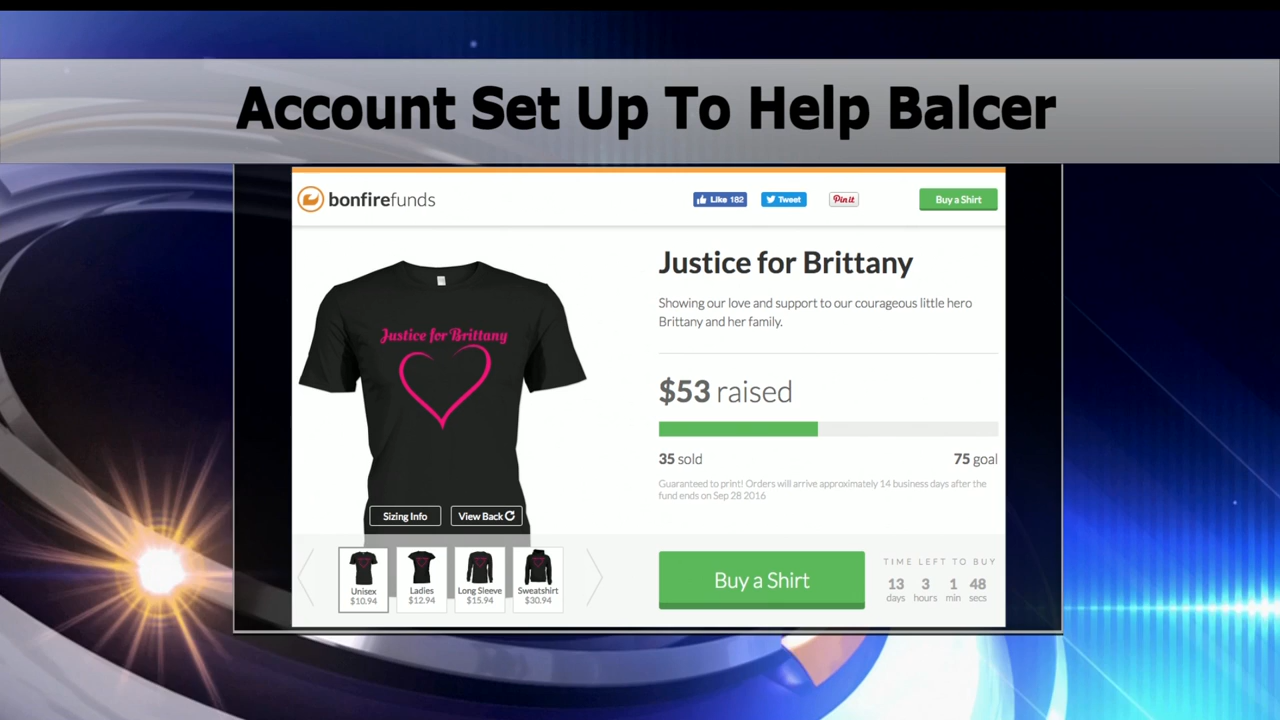 Account Set Up To Help Balcer
bonfirefunds
Like 182
Tweet
Pin it
Buy a Shirt
Justice for Brittany
Showing our love and support to our courageous little hero
Brittany and her family.
Justice for Brittany
$53 raised
35 sold
75 goal
Guaranteed to print! Orders will arrive approximately 14 business days after the
fund ends on Sep 28 2016
Sizing Info
View Back
Unisex
$10.94
Ladies
$12.94
Long Sleeve
$15.94
Sweatshirt
$30.94
Buy a Shirt
TIME LEFT TO BUY
13 3 1 48
days hours min secs